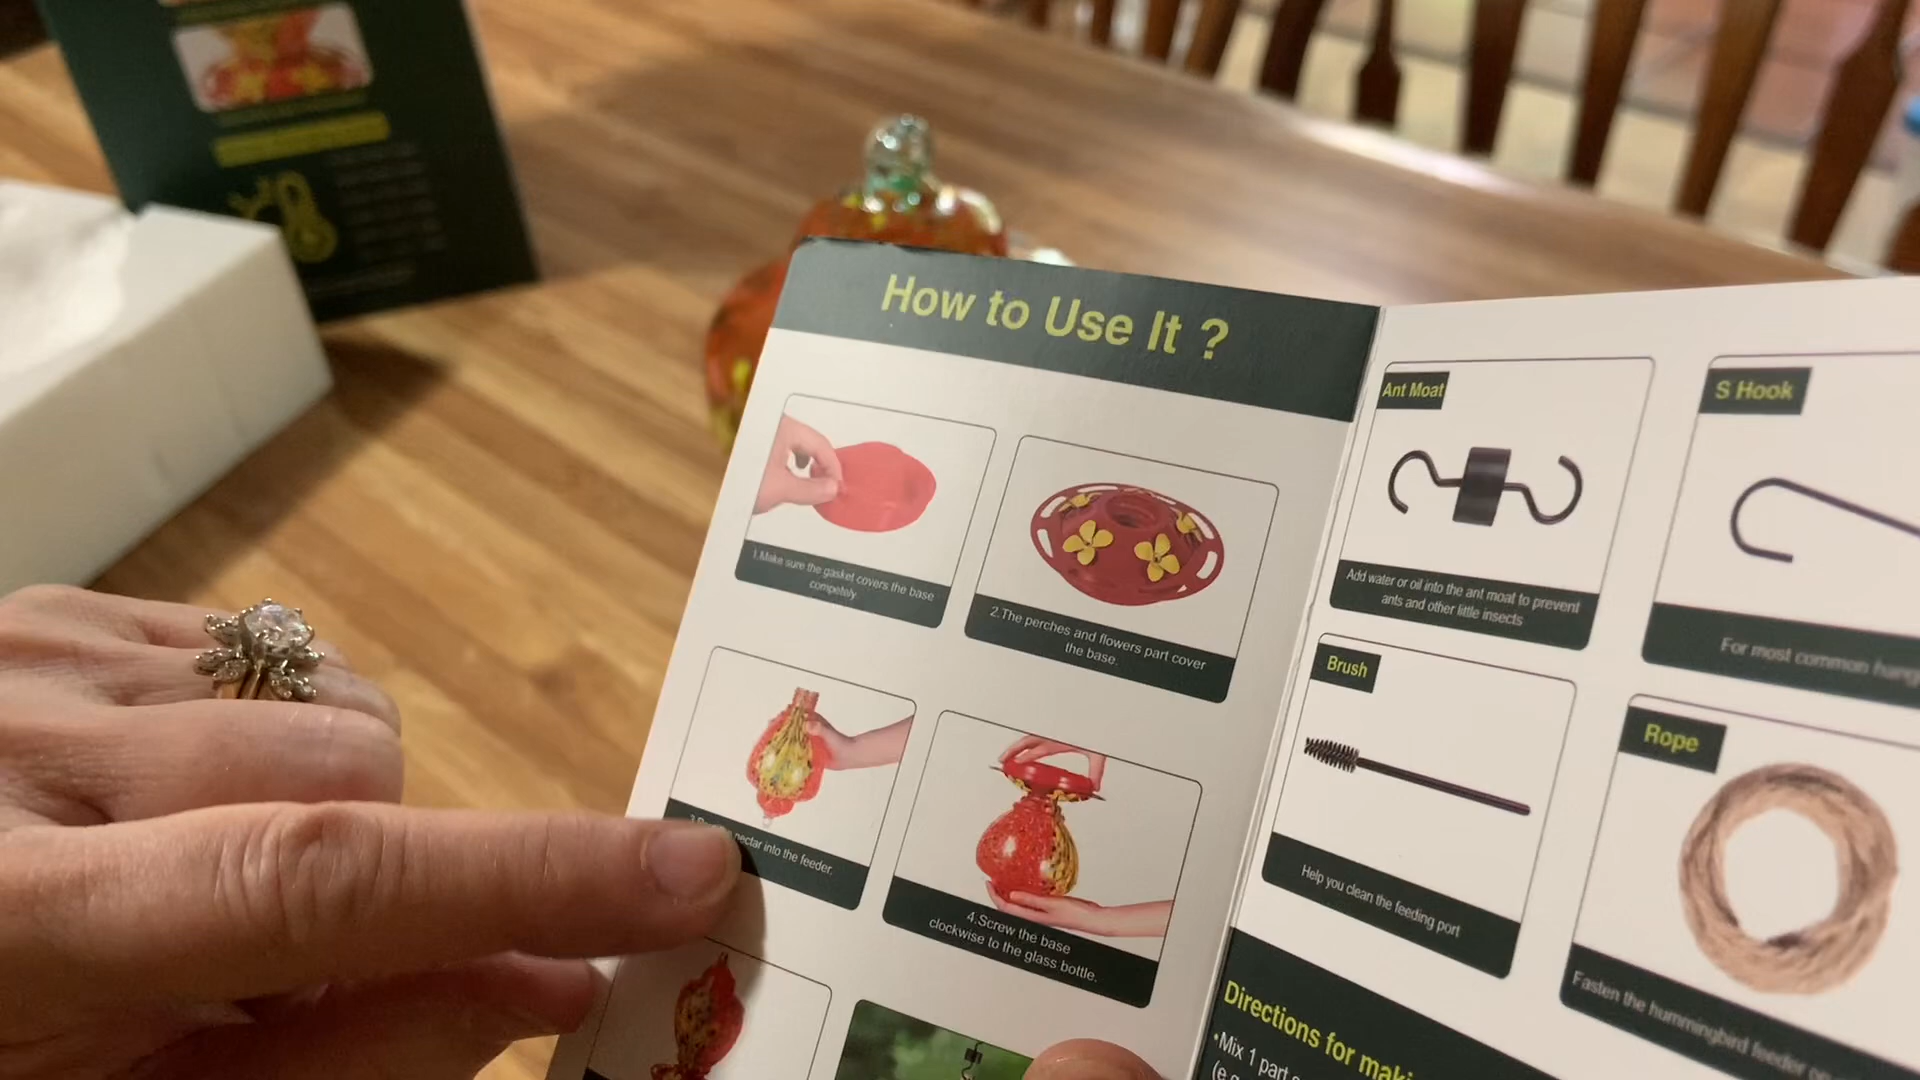 How to Use It ?
1.Make sure the gasket covers the base
competely.
2.The perches and flowers part cover
the base.
nectar into the feeder.
4.Screw the base
clockwise to the glass bottle.
Ant Moat
Add water or oil into the ant moat to prevent
ants and other little insects
S Hook
For most common
Brush
Help you clean the feeding port
Rope
Fasten the hummingbird feeder
Directions for
•Mix 1 part